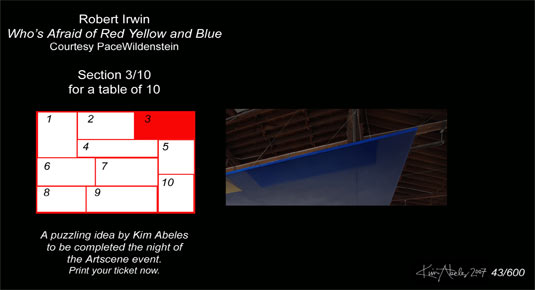 Robert Irwin
Who's Afraid of Red Yellow and Blue
Courtesy PaceWildenstein
Section 3/10
for a table of 10
1
2
3
4
5
6
7
8
9
10
A puzzling idea by Kim Abeles
to be completed the night of
the Artscene event.
Print your ticket now.
Kim Abeles 2007 43/600